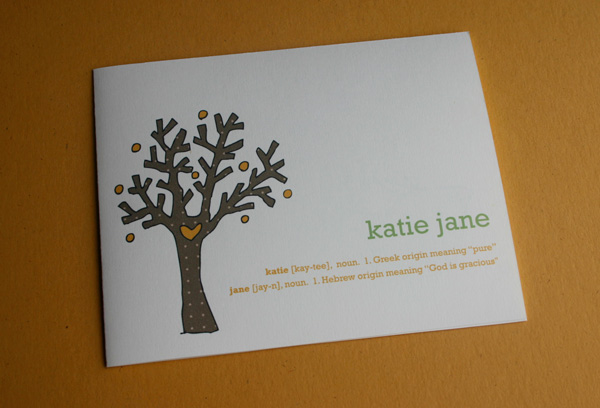 katie jane
katie [kay-tee], noun. 1. Greek origin meaning "pure"
jane [jay-n], noun. 1. Hebrew origin meaning "God is gracious"